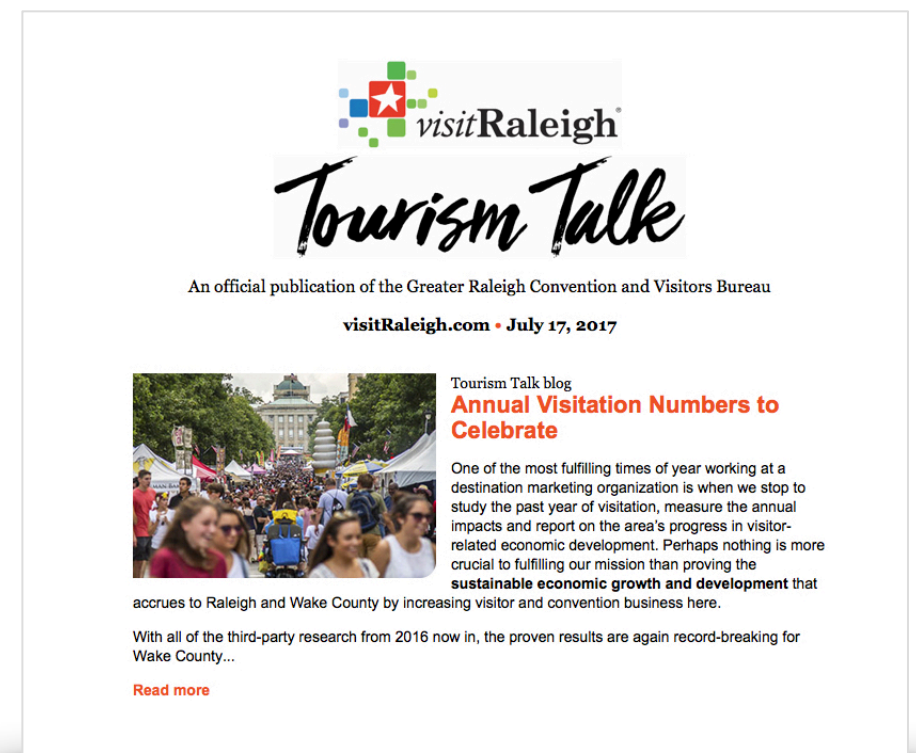 visitRaleigh®
Tourism Talk
An official publication of the Greater Raleigh Convention and Visitors Bureau
visitRaleigh.com • July 17, 2017
Tourism Talk blog
Annual Visitation Numbers to
Celebrate
One of the most fulfilling times of year working at a
destination marketing organization is when we stop to
study the past year of visitation, measure the annual
impacts and report on the area's progress in visitor-
related economic development. Perhaps nothing is more
crucial to fulfilling our mission than proving the
sustainable economic growth and development that
accrues to Raleigh and Wake County by increasing visitor and convention business here.
With all of the third-party research from 2016 now in, the proven results are again record-breaking for
Wake County...
Read more